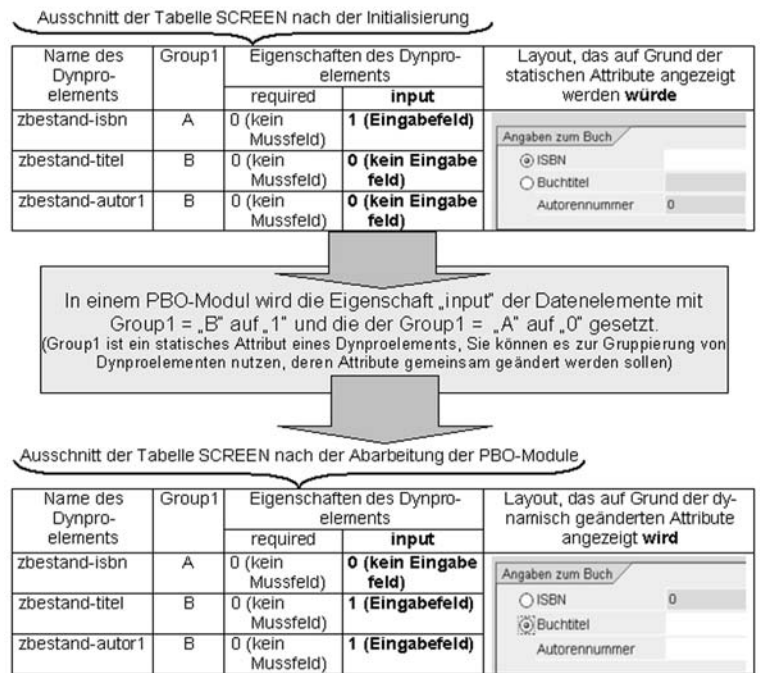 Ausschnitt der Tabelle SCREEN nach der Initialisierung
Name des Dynpro-elements Group1 Eigenschaften des Dynpro-elements Layout, das auf Grund der statischen Attribute angezeigt werden würde
required input
zbestand-isbn A 0 (kein Mussfeld) 1 (Eingabefeld)
zbestand-titel B 0 (kein Mussfeld) 0 (kein Eingabe feld)
zbestand-autor1 B 0 (kein Mussfeld) 0 (kein Eingabe feld)
Angaben zum Buch
ISBN
Buchtitel
Autorennummer 0
In einem PBO-Modul wird die Eigenschaft „input" der Datenelemente mit
Group1 = „B" auf „1" und die der Group1 = „A" auf „0" gesetzt.
(Group1 ist ein statisches Attribut eines Dynproelements, Sie können es zur Gruppierung von
Dynproelementen nutzen, deren Attribute gemeinsam geändert werden sollen)
Ausschnitt der Tabelle SCREEN nach der Abarbeitung der PBO-Module
Name des Dynpro-elements Group1 Eigenschaften des Dynpro-elements Layout, das auf Grund der dy-namisch geänderten Attribute angezeigt wird
required input
zbestand-isbn A 0 (kein Mussfeld) 0 (kein Eingabe feld)
zbestand-titel B 0 (kein Mussfeld) 1 (Eingabefeld)
zbestand-autor1 B 0 (kein Mussfeld) 1 (Eingabefeld)
Angaben zum Buch
ISBN 0
Buchtitel
Autorennummer